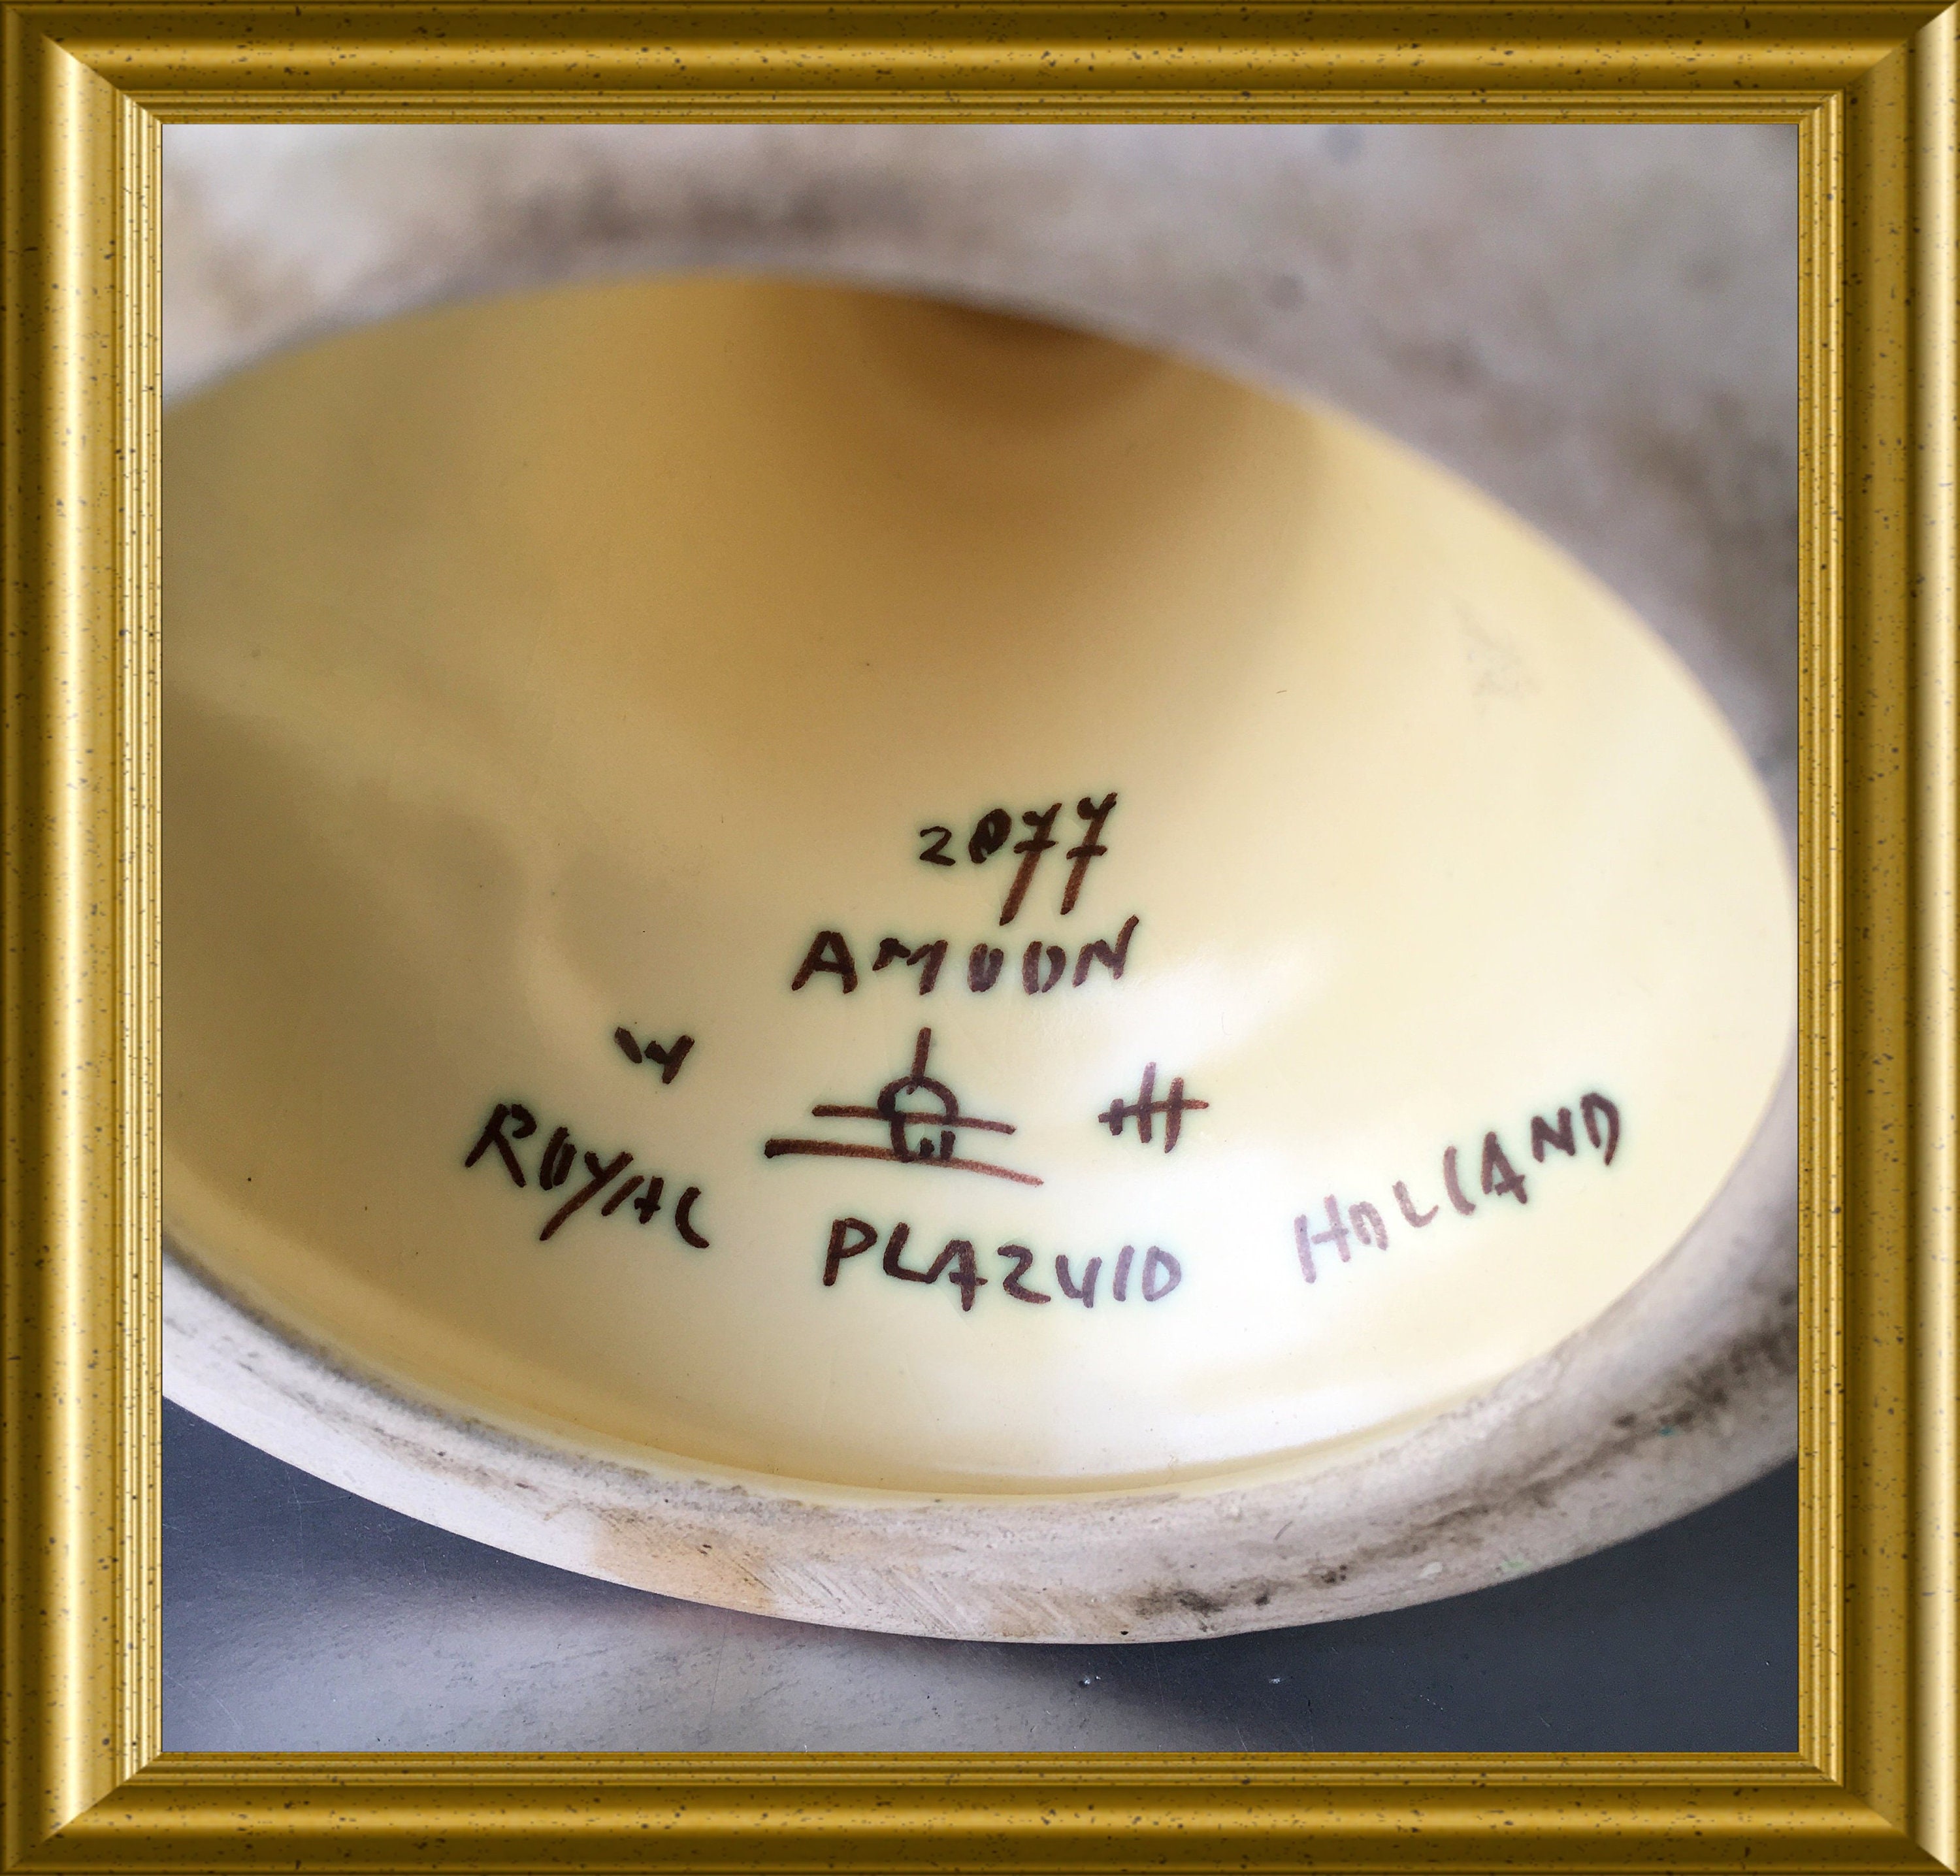 2077
AMOON
W
ROYAL PLAZUID HOLLAND